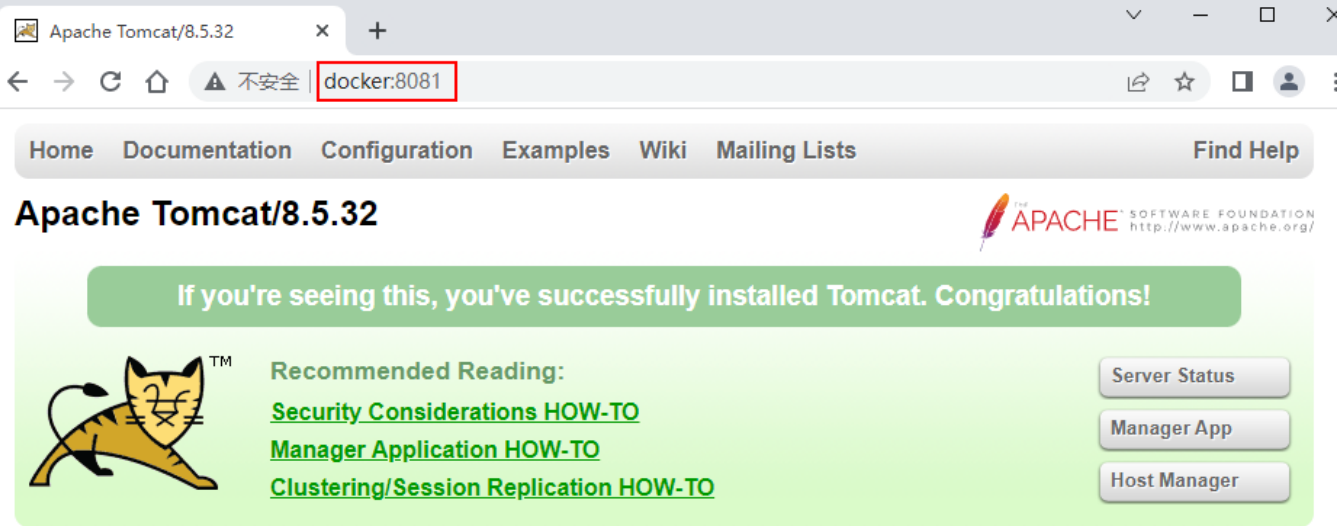 Apache Tomcat/8.5.32
不安全 docker:8081
Home Documentation Configuration Examples Wiki Mailing Lists Find Help
Apache Tomcat/8.5.32
THE
APACHE™ SOFTWARE FOUNDATION
http://www.apache.org/
If you're seeing this, you've successfully installed Tomcat. Congratulations!
TM
Recommended Reading:
Security Considerations HOW-TO
Manager Application HOW-TO
Clustering/Session Replication HOW-TO
Server Status
Manager App
Host Manager